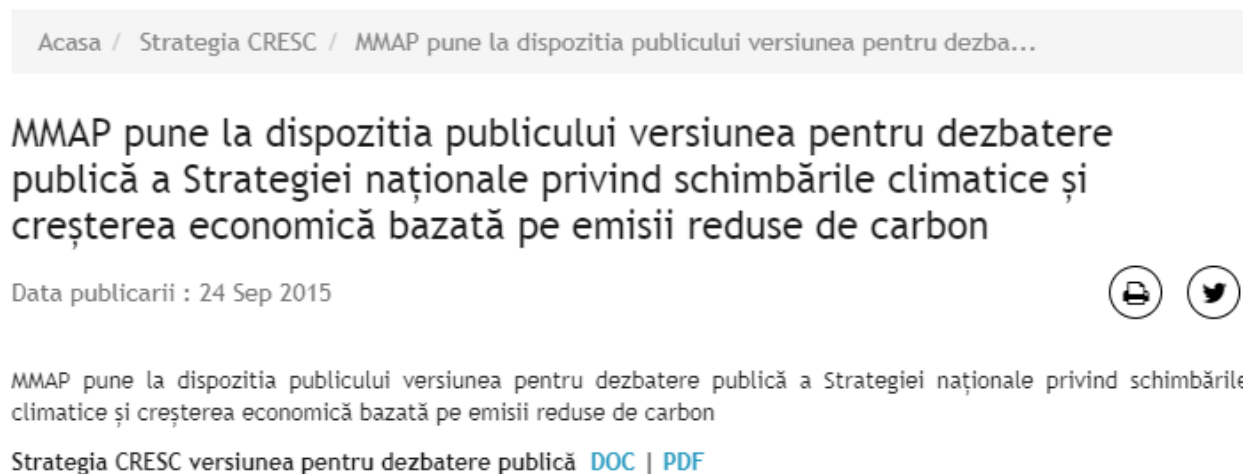 Acasa / Strategia CRESC / MMAP pune la dispozitia publicului versiunea pentru dezba...
MMAP pune la dispozitia publicului versiunea pentru dezbatere
publică a Strategiei naționale privind schimbările climatice și
creșterea economică bazată pe emisii reduse de carbon
Data publicarii : 24 Sep 2015
MMAP pune la dispozitia publicului versiunea pentru dezbatere publică a Strategiei naționale privind schimbările
climatice și creșterea economică bazată pe emisii reduse de carbon
Strategia CRESC versiunea pentru dezbatere publică DOC | PDF